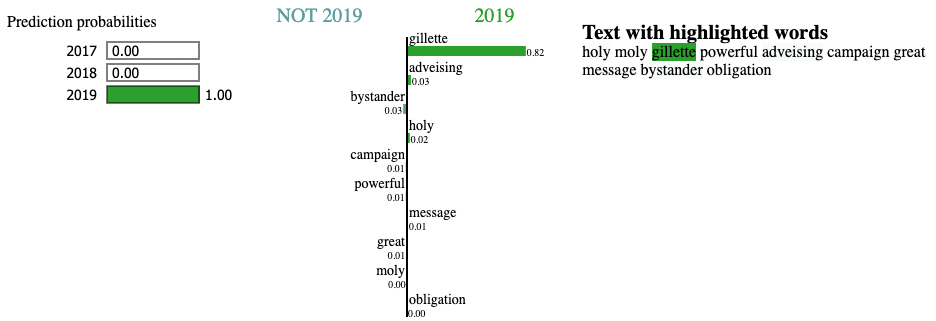 Prediction probabilities
2017 0.00
2018 0.00
2019 1.00
NOT 2019 2019
gillette
0.82
adveising
0.03
bystander
0.03
holy
0.02
campaign
0.01
powerful
0.01
message
0.01
great
0.01
moly
0.00
obligation
0.00
Text with highlighted words
holy moly gillette powerful adveising campaign great
message bystander obligation